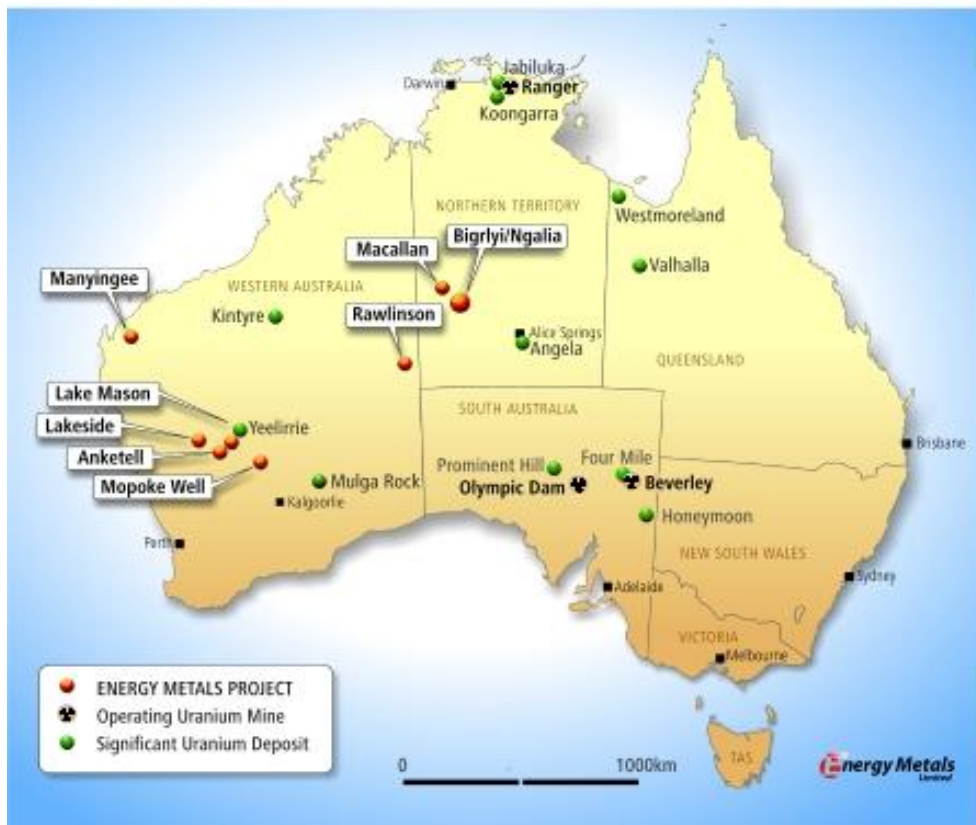 Jabiluka
Darwin
Ranger
Koongarra
NORTHERN TERRITORY
Westmoreland
Bigrlyi/Ngalia
Macallan
Valhalla
Manyingee
WESTERN AUSTRALIA
Kintyre
Rawlinson
Alice Springs
Angela
QUEENSLAND
Lake Mason
SOUTH AUSTRALIA
Lakeside
Yeelirrie
Brisbane
Anketell
Four Mile
Prominent Hill
Mopoke Well
Mulga Rock
Olympic Dam
Beverley
Kalgoorlie
Honeymoon
Perth
NEW SOUTH WALES
Sydney
Adelaide
VICTORIA
Melbourne
ENERGY METALS PROJECT
Operating Uranium Mine
Significant Uranium Deposit
0 1000km
TAS
Energy Metals
Limited